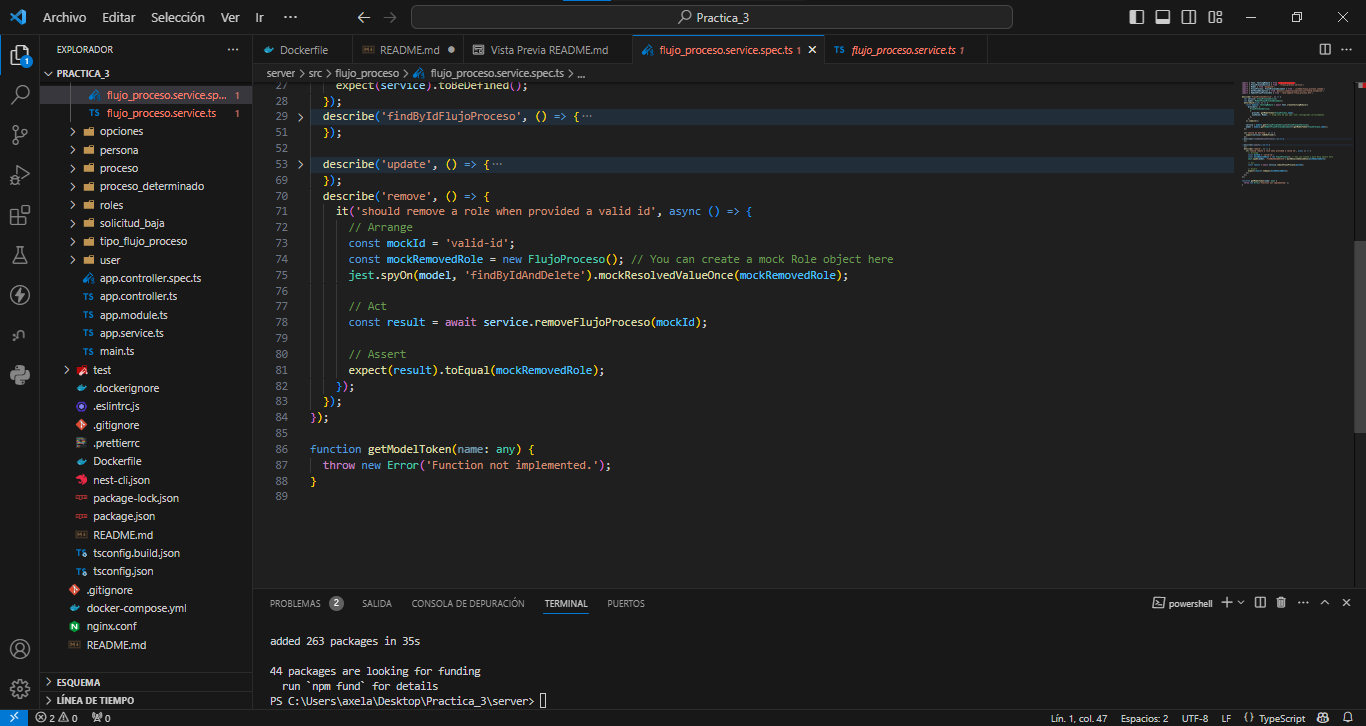 Archivo Editar Selección Ver Ir ···
Practica_3
EXPLORADOR ···
PRACTICA_3
flujo_proceso.service.sp... 1
flujo_proceso.service.ts 1
opciones
persona
proceso
proceso_determinado
roles
solicitud_baja
tipo_flujo_proceso
user
app.controller.spec.ts
TS app.controller.ts
TS app.module.ts
TS app.service.ts
TS main.ts
test
.dockerignore
.eslintrc.js
.gitignore
.prettierrc
Dockerfile
nest-cli.json
package-lock.json
package.json
README.md
tsconfig.build.json
tsconfig.json
.gitignore
docker-compose.yml
nginx.conf
README.md
ESQUEMA
LÍNEA DE TIEMPO
Dockerfile
README.md
Vista Previa README.md
flujo_proceso.service.spec.ts 1
TS flujo_proceso.service.ts 1
server > src > flujo_proceso > flujo_proceso.service.spec.ts > ...
27 expect(service).toBeDefined();
28 });
29 describe('findByIdFlujoProceso', () => {···
51 });
52
53 describe('update', () => {···
69 });
70 describe('remove', () => {
71 it('should remove a role when provided a valid id', async () => {
72 // Arrange
73 const mockId = 'valid-id';
74 const mockRemovedRole = new FlujoProceso(); // You can create a mock Role object here
75 jest.spyOn(model, 'findByIdAndDelete').mockResolvedValueOnce(mockRemovedRole);
76
77 // Act
78 const result = await service.removeFlujoProceso(mockId);
79
80 // Assert
81 expect(result).toEqual(mockRemovedRole);
82 });
83 });
84 });
85
86 function getModelToken(name: any) {
87 throw new Error('Function not implemented.');
88 }
89
PROBLEMAS 2 SALIDA CONSOLA DE DEPURACIÓN TERMINAL PUERTOS
powershell
added 263 packages in 35s
44 packages are looking for funding
run `npm fund` for details
PS C:\Users\axela\Desktop\Practica_3\server>
2 0 0
Lín. 1, col. 47 Espacios: 2 UTF-8 LF {} TypeScript